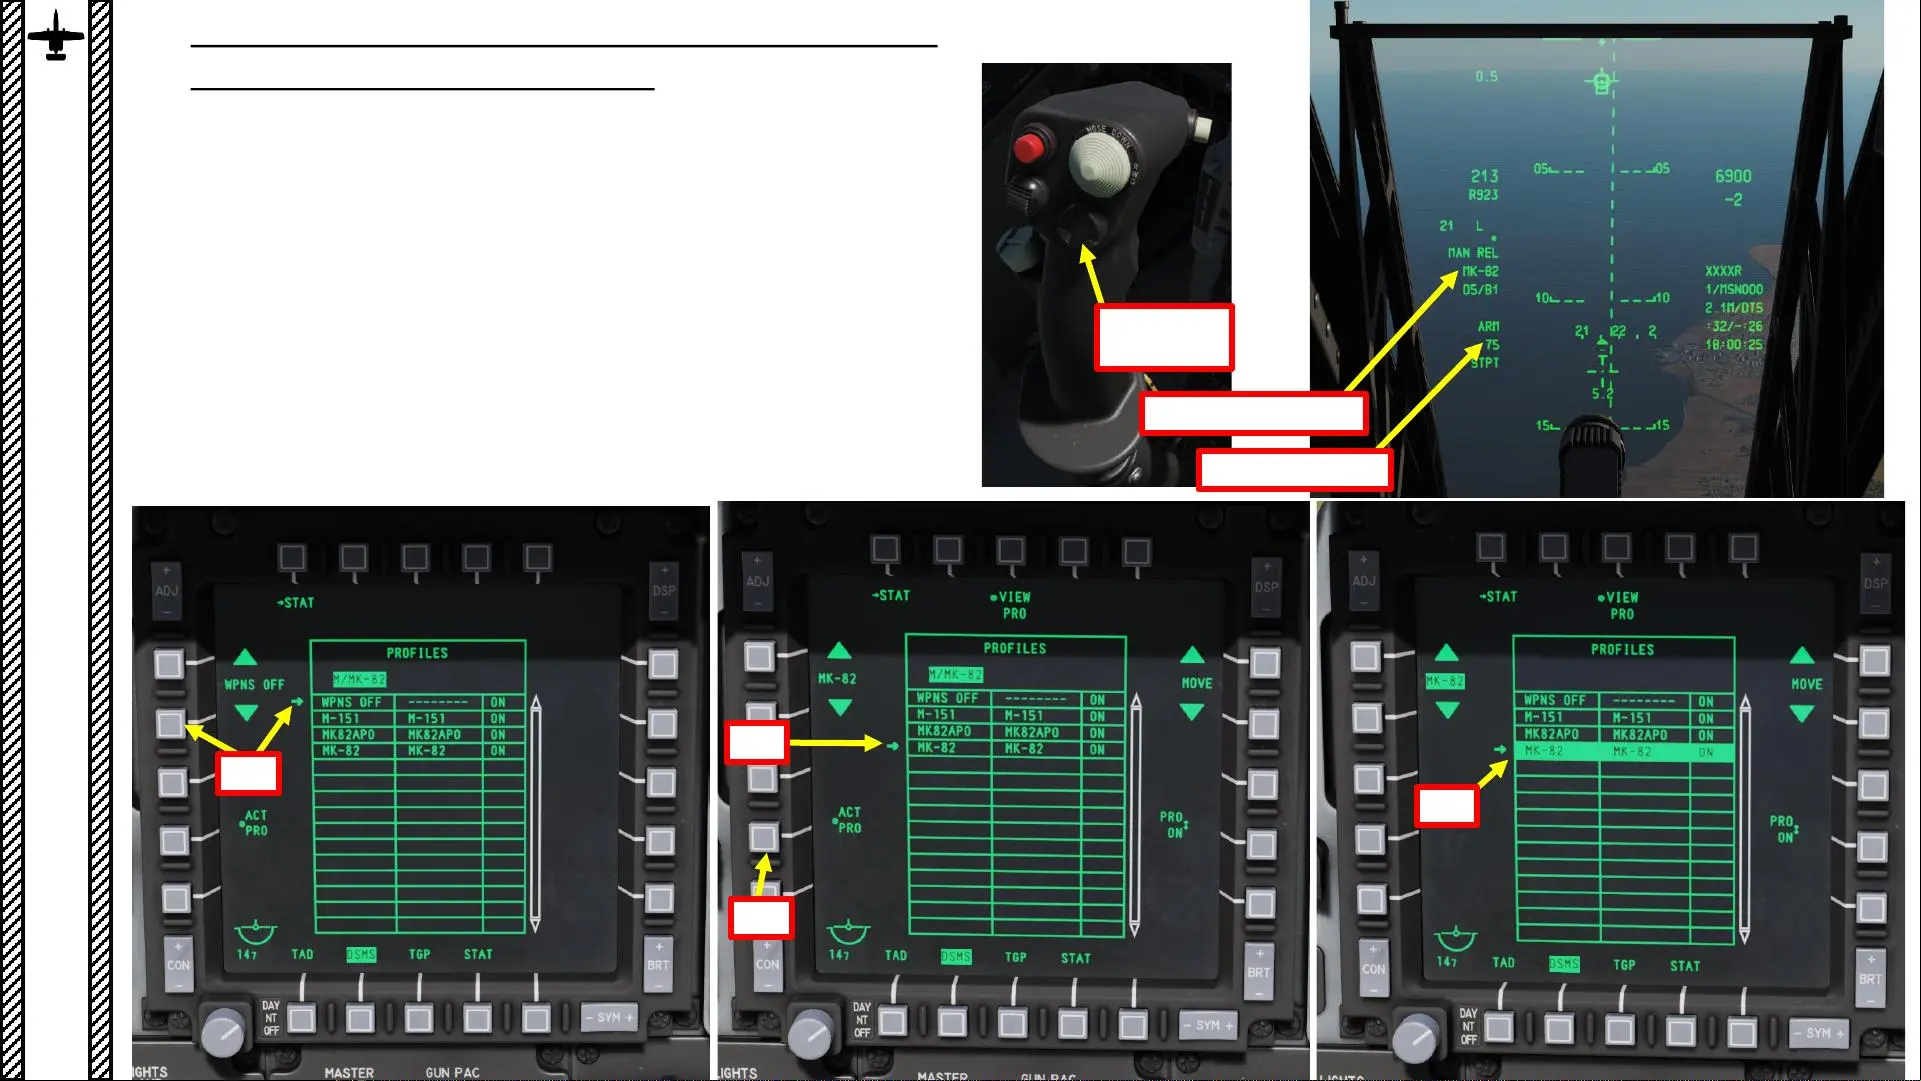 NOSE DOWN
RWD
0.5
05 05
213
6900
R923
-2
21 L
*
MAN REL
MK-82
XXXXR
D5/B1
1/MSN000
10 10
2.1M/DTS
ARM
21 22 2
:32/-:26
75
18:00:25
STPT
T
5.2
15 15
ADJ
DSP
→STAT
PROFILES
M/MK-82
WPNS OFF
WPNS OFF -------- ON
M-151 M-151 ON
MK82APO MK82APO ON
MK-82 MK-82 ON
ACT
PRO
147
TAD DSMS TGP STAT
CON
BRT
DAY
NT
OFF
- SYM +
IGHTS
MASTER
GUN PAC
ADJ
DSP
→STAT
VIEW
PRO
PROFILES
M/MK-82
MK-82
MOVE
WPNS OFF -------- ON
M-151 M-151 ON
MK82APO MK82APO ON
MK-82 MK-82 ON
ACT
PRO
PRO
ON
147
TAD DSMS TGP STAT
CON
BRT
DAY
NT
OFF
- SYM +
IGHTS
MASTER
GUN PAC
ADJ
DSP
→STAT
VIEW
PRO
PROFILES
MK-82
MOVE
WPNS OFF -------- ON
M-151 M-151 ON
MK82APO MK82APO ON
MK-82 MK-82 ON
PRO
ON
147
TAD DSMS TGP STAT
CON
BRT
DAY
NT
OFF
- SYM +
IGHTS